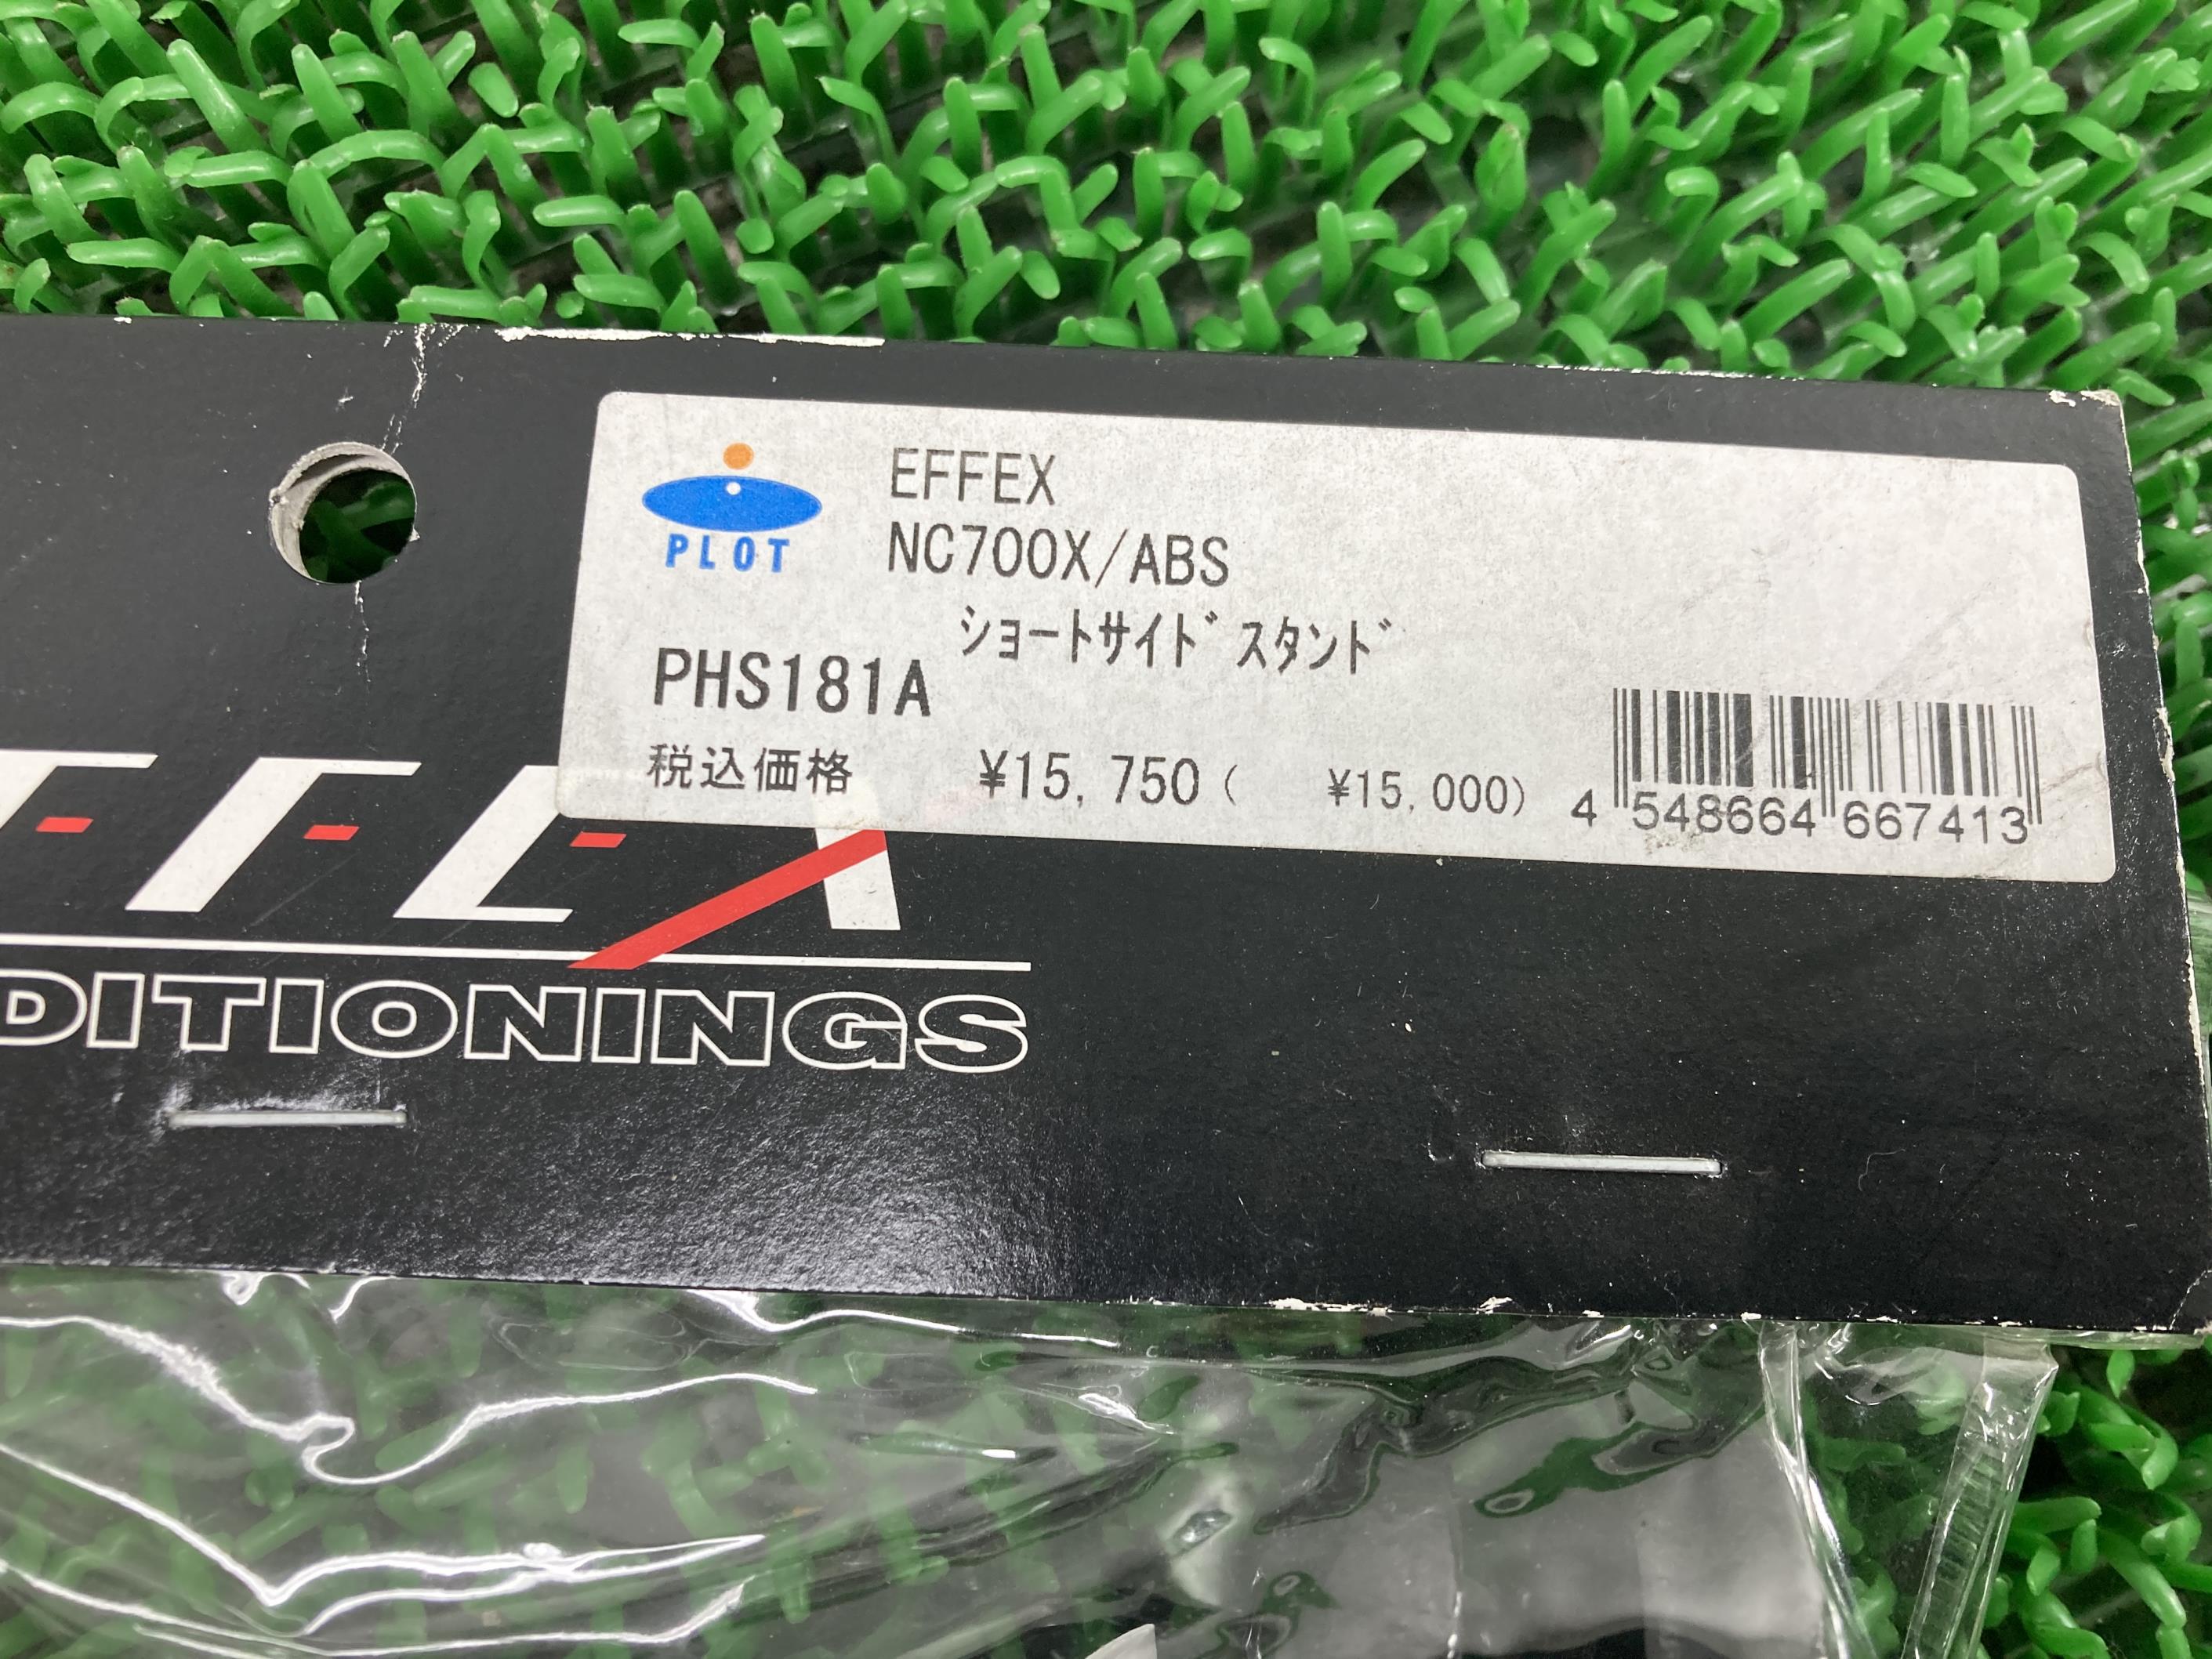 PLOT
EFFEX
NC700X/ABS
ｼｮｰﾄｻｲﾄﾞｽﾀﾝﾄﾞ
PHS181A
税込価格 ¥15,750( ¥15,000)
4 548664 667413
DITIONINGS